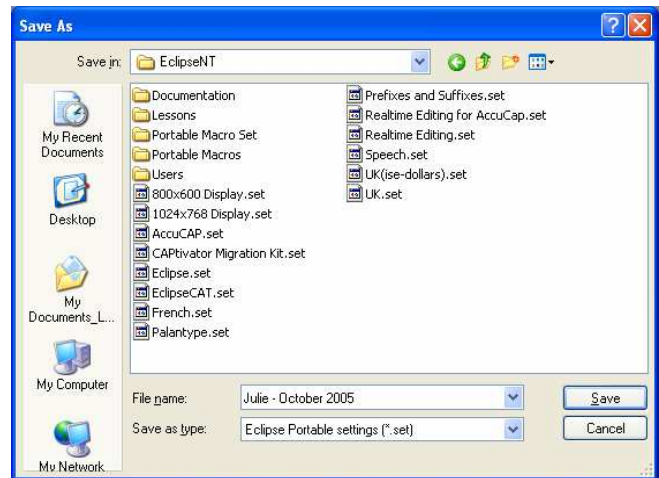 Save As
Save in:
EclipseNT
My Recent
Documents
Desktop
My
Documents_L...
My Computer
My Network
Documentation
Lessons
Portable Macro Set
Portable Macros
Users
800x600 Display.set
1024x768 Display.set
AccuCAP.set
CAPtivator Migration Kit.set
Eclipse.set
EclipseCAT.set
French.set
Palantype.set
Prefixes and Suffixes.set
Realtime Editing for AccuCap.set
Realtime Editing.set
Speech.set
UK(ise-dollars).set
UK.set
File name:
Julie - October 2005
Save
Save as type:
Eclipse Portable settings (*.set)
Cancel